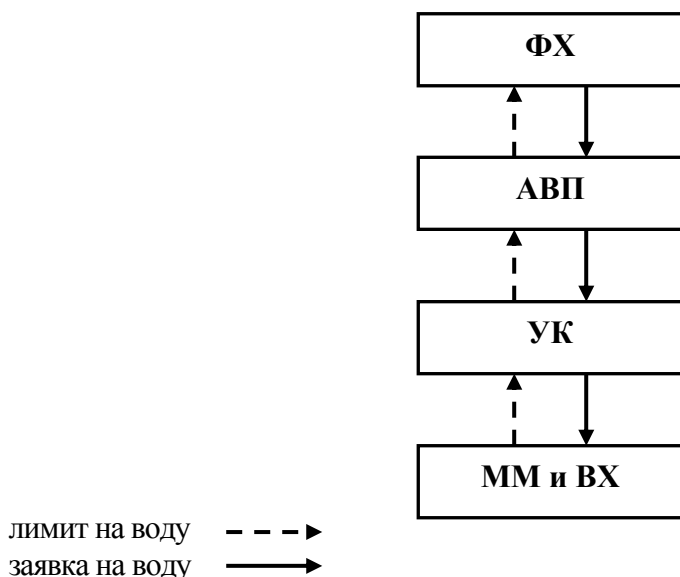 ФХ
АВП
УК
ММ и ВХ
лимит на воду
заявка на воду